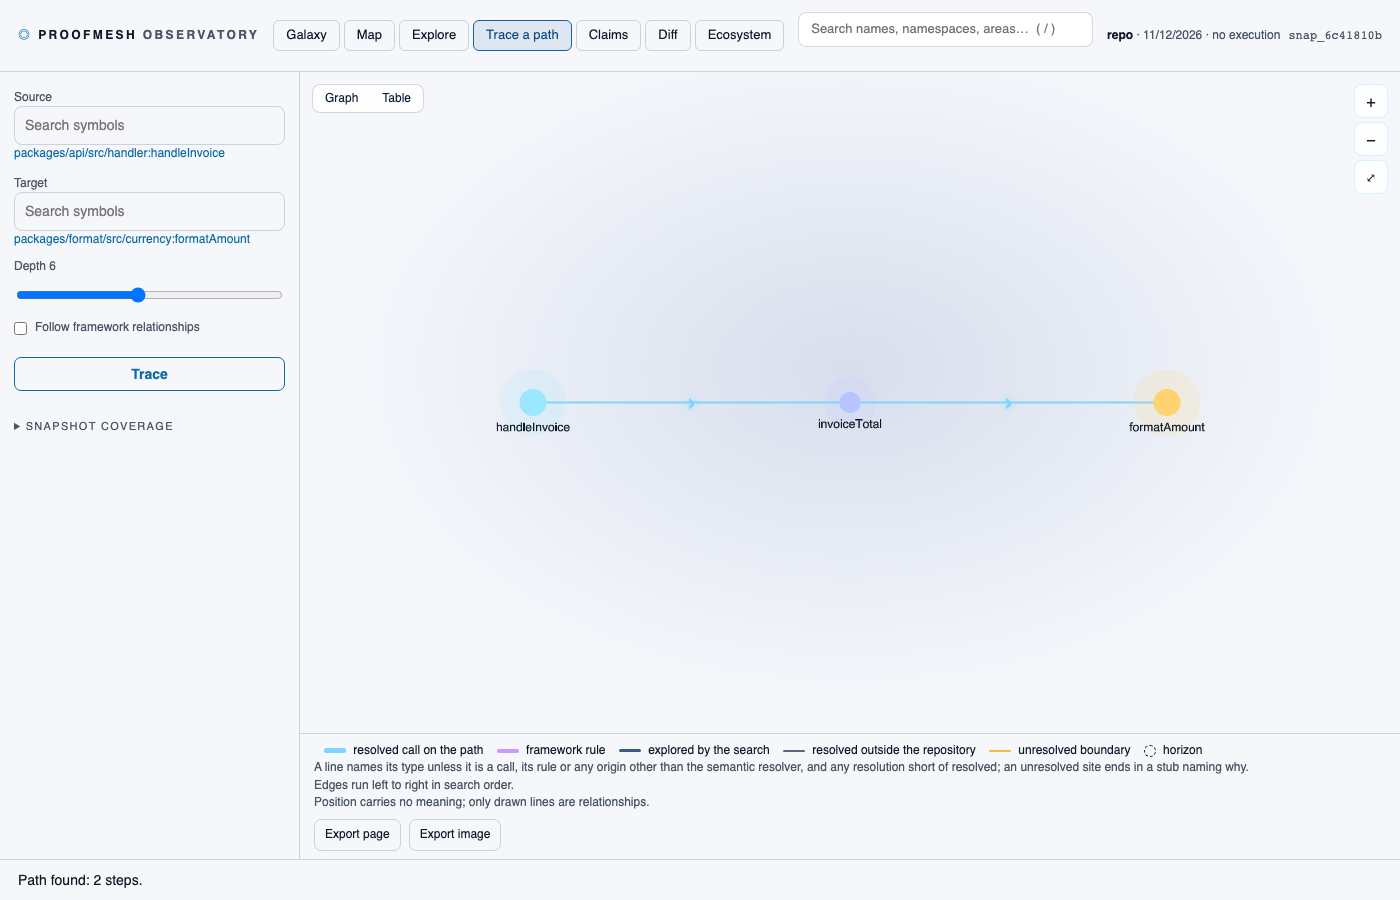 PROOFMESH OBSERVATORY
Galaxy
Map
Explore
Trace a path
Claims
Diff
Ecosystem
Search names, namespaces, areas... ( / )
repo · 11/12/2026 · no execution snap_6c41810b
Source
Search symbols
packages/api/src/handler:handleInvoice
Target
Search symbols
packages/format/src/currency:formatAmount
Depth 6
Follow framework relationships
Trace
SNAPSHOT COVERAGE
Graph
Table
+
−
handleInvoice
invoiceTotal
formatAmount
resolved call on the path
framework rule
explored by the search
resolved outside the repository
unresolved boundary
horizon
A line names its type unless it is a call, its rule or any origin other than the semantic resolver, and any resolution short of resolved; an unresolved site ends in a stub naming why.
Edges run left to right in search order.
Position carries no meaning; only drawn lines are relationships.
Export page
Export image
Path found: 2 steps.